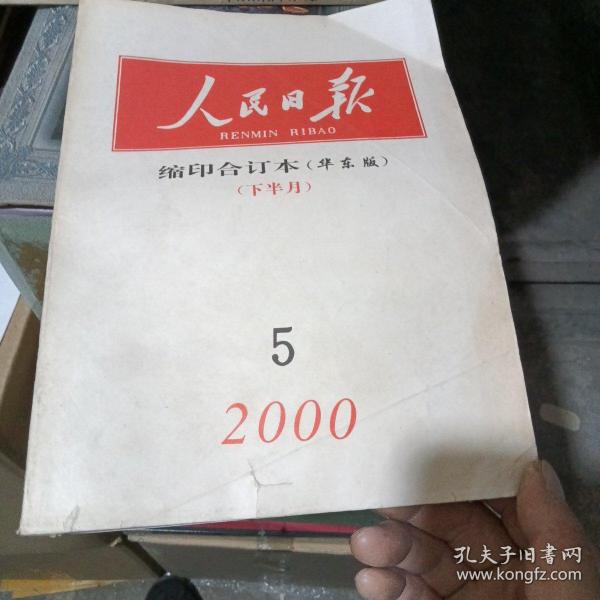 人民日报
RENMIN RIBAO
缩印合订本(华东版)
(下半月)
5
2000
孔夫子旧书网
www.kongfz.com